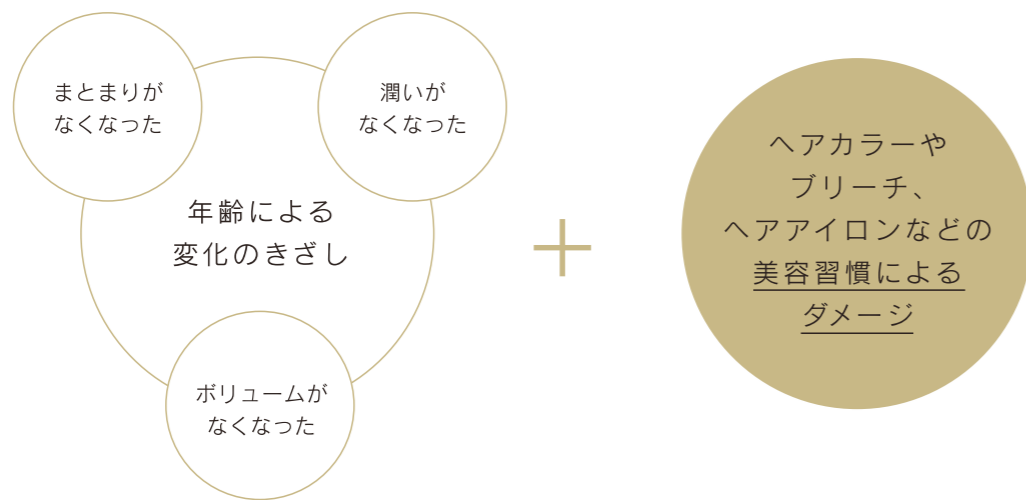 まとまりが
なくなった
潤いが
なくなった
年齢による
変化のきざし
ボリュームが
なくなった
+
ヘアカラーや
ブリーチ、
ヘアアイロンなどの
美容習慣による
ダメージ